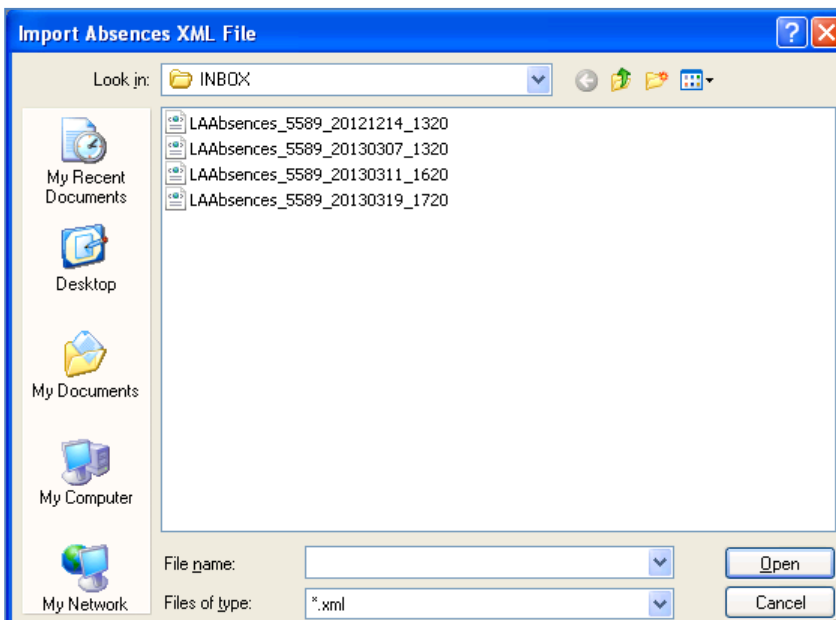 Import Absences XML File
Look in: INBOX
LAAbsences_5589_20121214_1320
LAAbsences_5589_20130307_1320
LAAbsences_5589_20130311_1620
LAAbsences_5589_20130319_1720
My Recent
Documents
Desktop
My Documents
My Computer
My Network
File name:
Open
Files of type: *.xml
Cancel